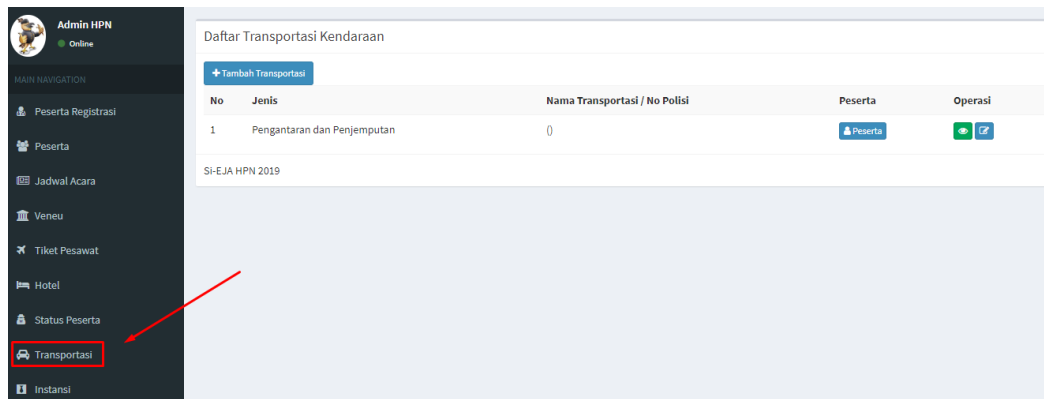 Admin HPN
Online
MAIN NAVIGATION
Peserta Registrasi
Peserta
Jadwal Acara
Veneu
Tiket Pesawat
Hotel
Status Peserta
Transportasi
Instansi
Daftar Transportasi Kendaraan
Tambah Transportasi
No Jenis Nama Transportasi / No Polisi Peserta Operasi
1 Pengantaran dan Penjemputan () Peserta
Si-EJA HPN 2019